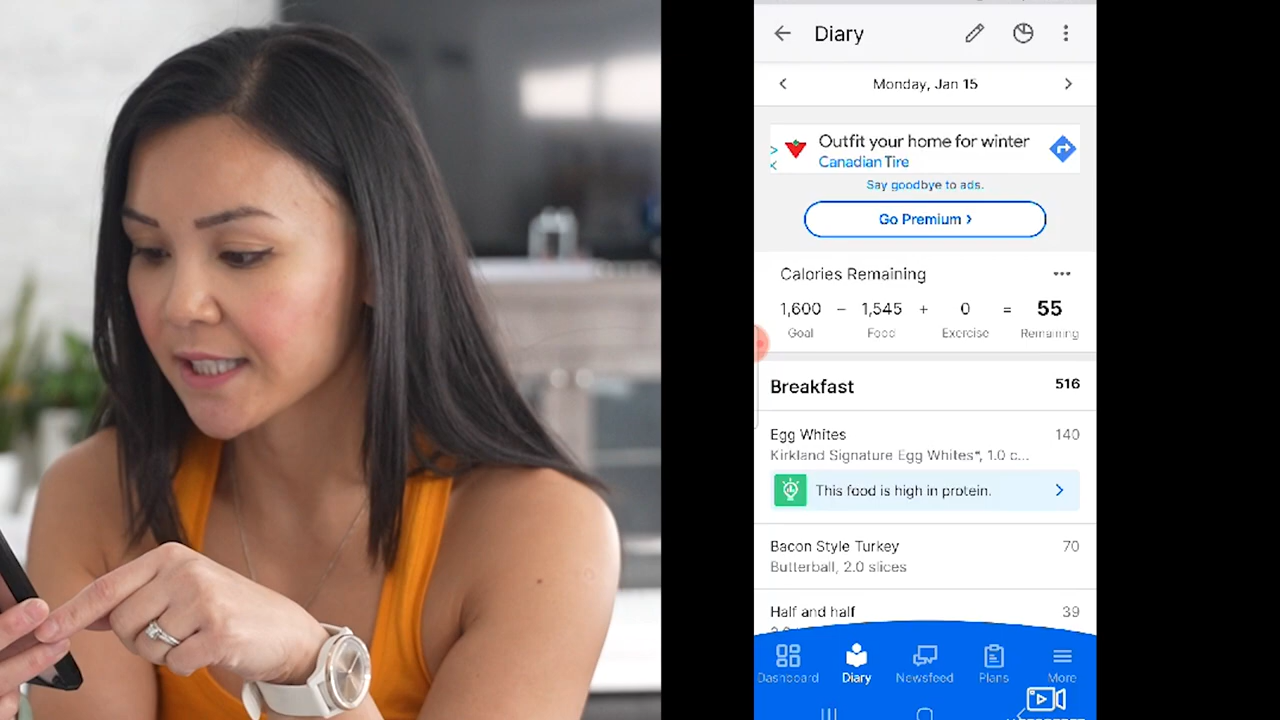 Diary
Monday, Jan 15
Outfit your home for winter
Canadian Tire
Say goodbye to ads.
Go Premium >
Calories Remaining
1,600 - 1,545 + 0 = 55
Goal Food Exercise Remaining
Breakfast 516
Egg Whites 140
Kirkland Signature Egg Whites*, 1.0 c...
This food is high in protein.
Bacon Style Turkey 70
Butterball, 2.0 slices
Half and half 39
Dashboard Diary Newsfeed Plans More